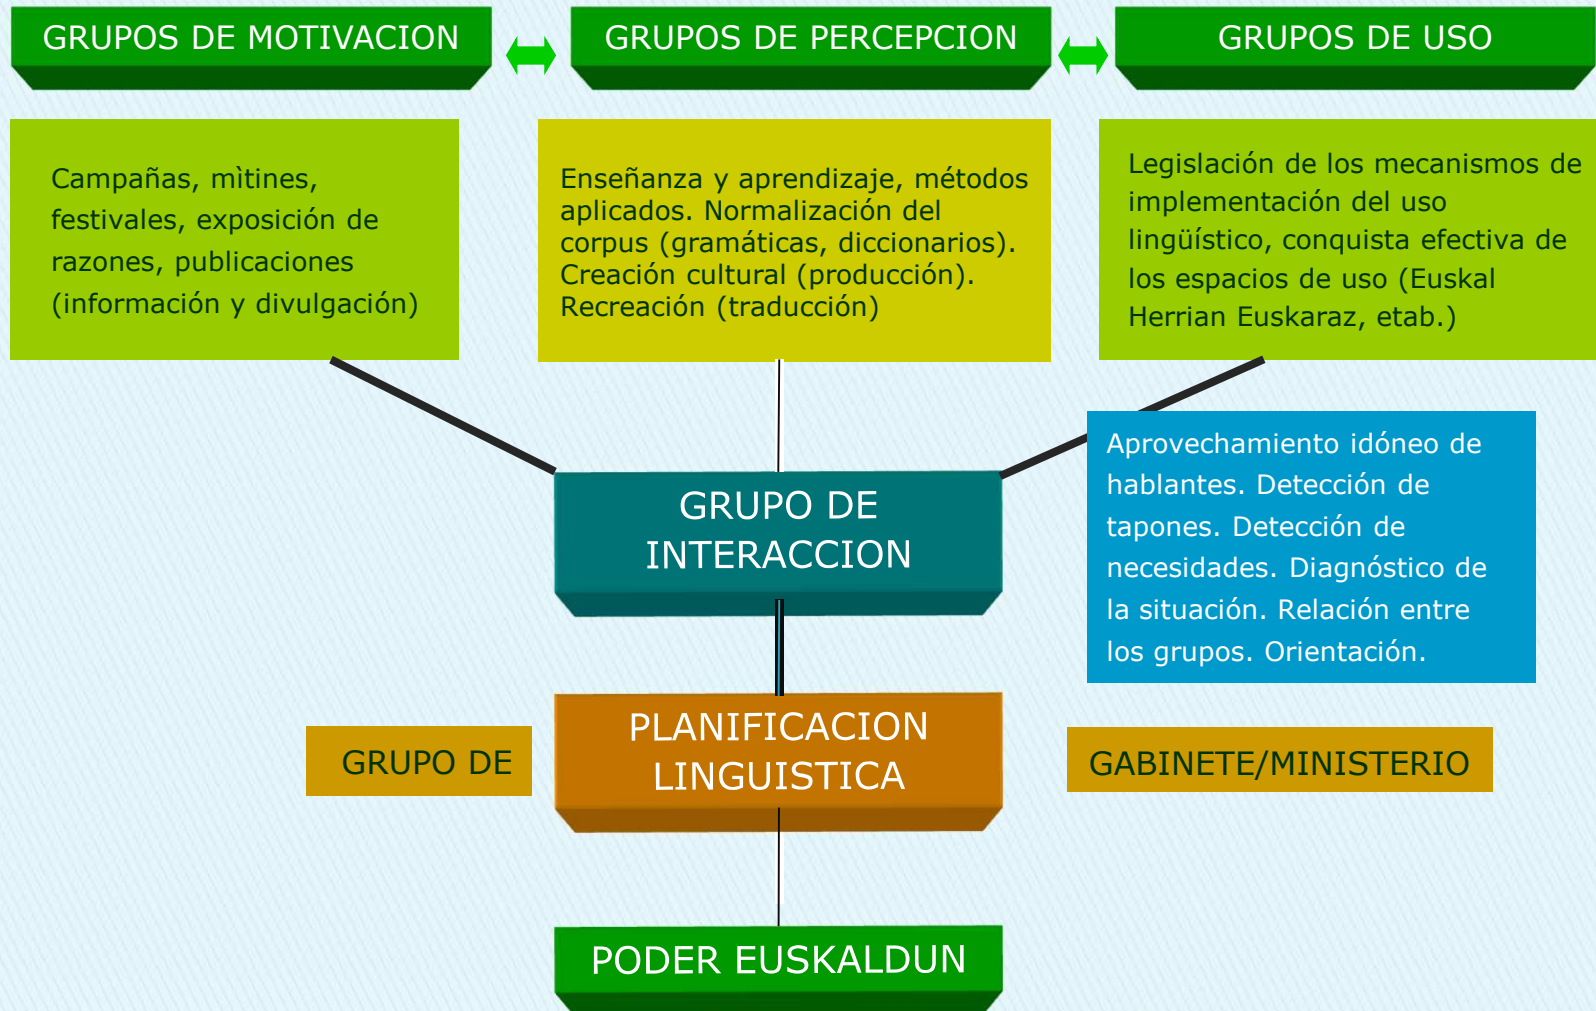 GRUPOS DE MOTIVACION
GRUPOS DE PERCEPCION
GRUPOS DE USO
Campañas, mìtines,
festivales, exposición de
razones, publicaciones
(información y divulgación)
Enseñanza y aprendizaje, métodos
aplicados. Normalización del
corpus (gramáticas, diccionarios).
Creación cultural (producción).
Recreación (traducción)
Legislación de los mecanismos de
implementación del uso
lingüístico, conquista efectiva de
los espacios de uso (Euskal
Herrian Euskaraz, etab.)
GRUPO DE
INTERACCION
Aprovechamiento idóneo de
hablantes. Detección de
tapones. Detección de
necesidades. Diagnóstico de
la situación. Relación entre
los grupos. Orientación.
GRUPO DE
PLANIFICACION
LINGUISTICA
GABINETE/MINISTERIO
PODER EUSKALDUN